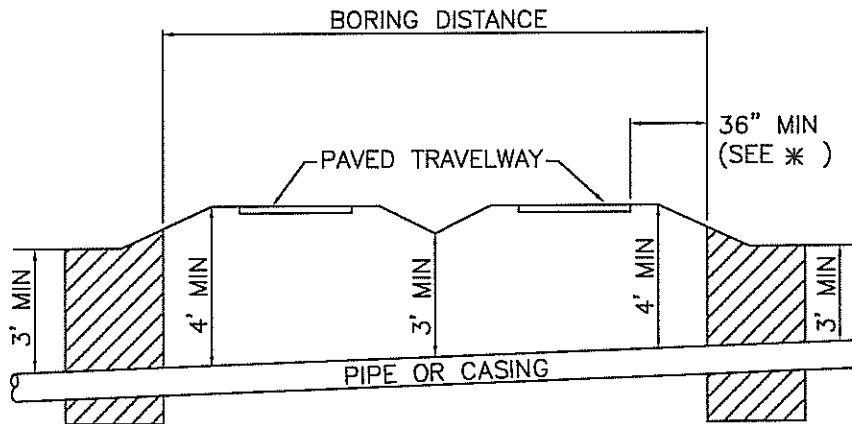 BORING DISTANCE
36" MIN
(SEE * )
PAVED TRAVELWAY
3' MIN
4' MIN
3' MIN
4' MIN
3' MIN
PIPE OR CASING